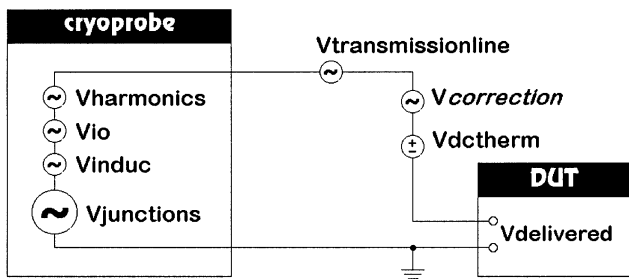 cryoprobe
Vtransmissionline
Vharmonics
Vcorrection
Vio
Vdctherm
Vinduc
DUT
Vjunctions
Vdelivered